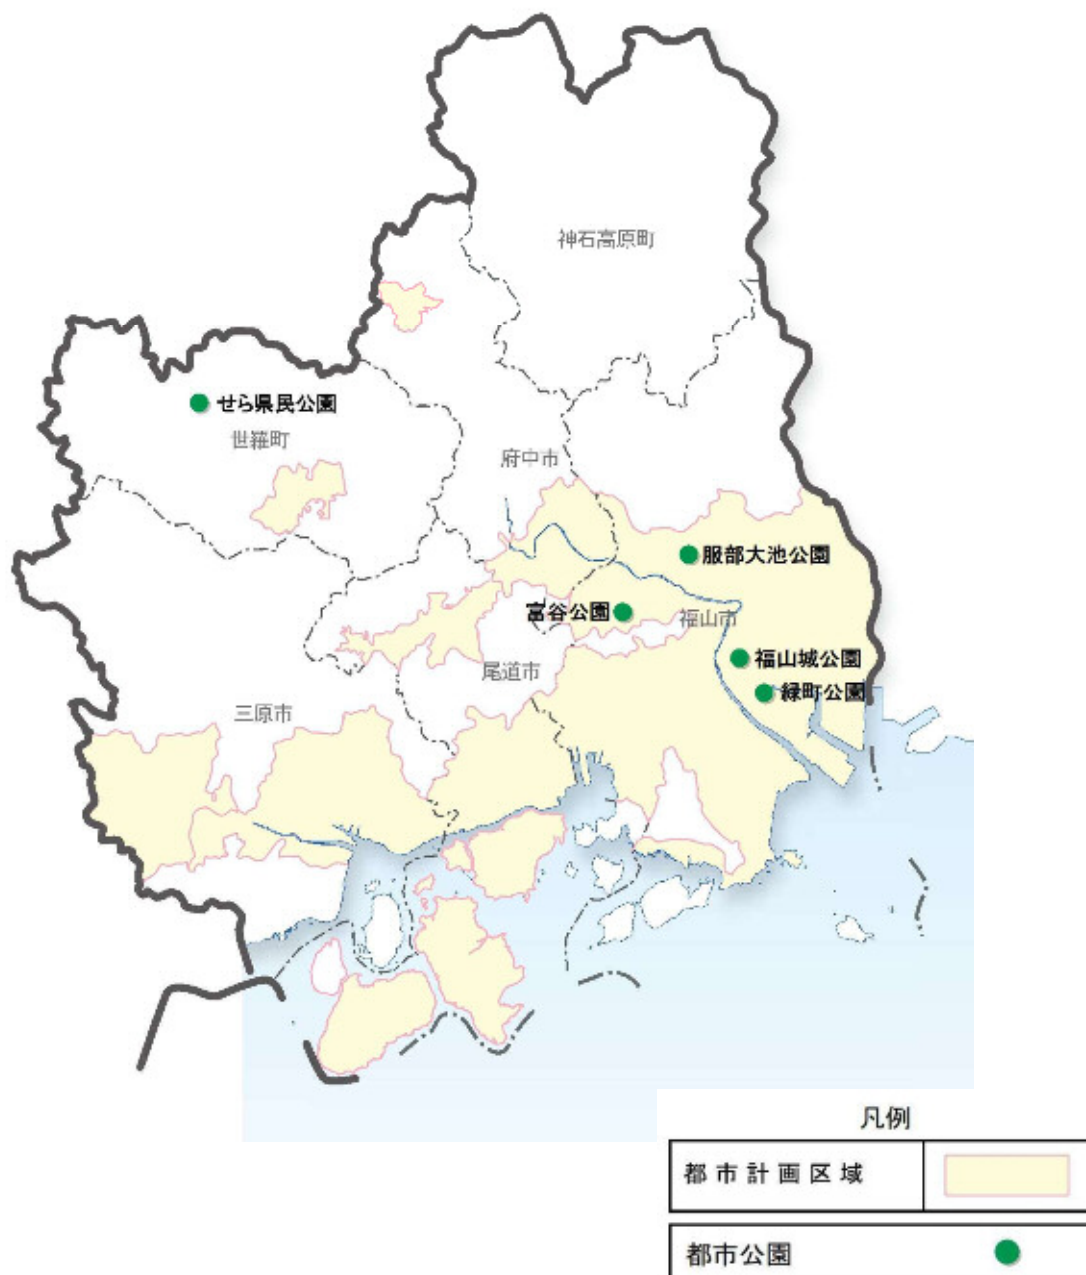 神石高原町
せら県民公園
世羅町
府中市
服部大池公園
富谷公園
福山市
福山城公園
尾道市
緑町公園
三原市
凡例
都市計画区域
都市公園